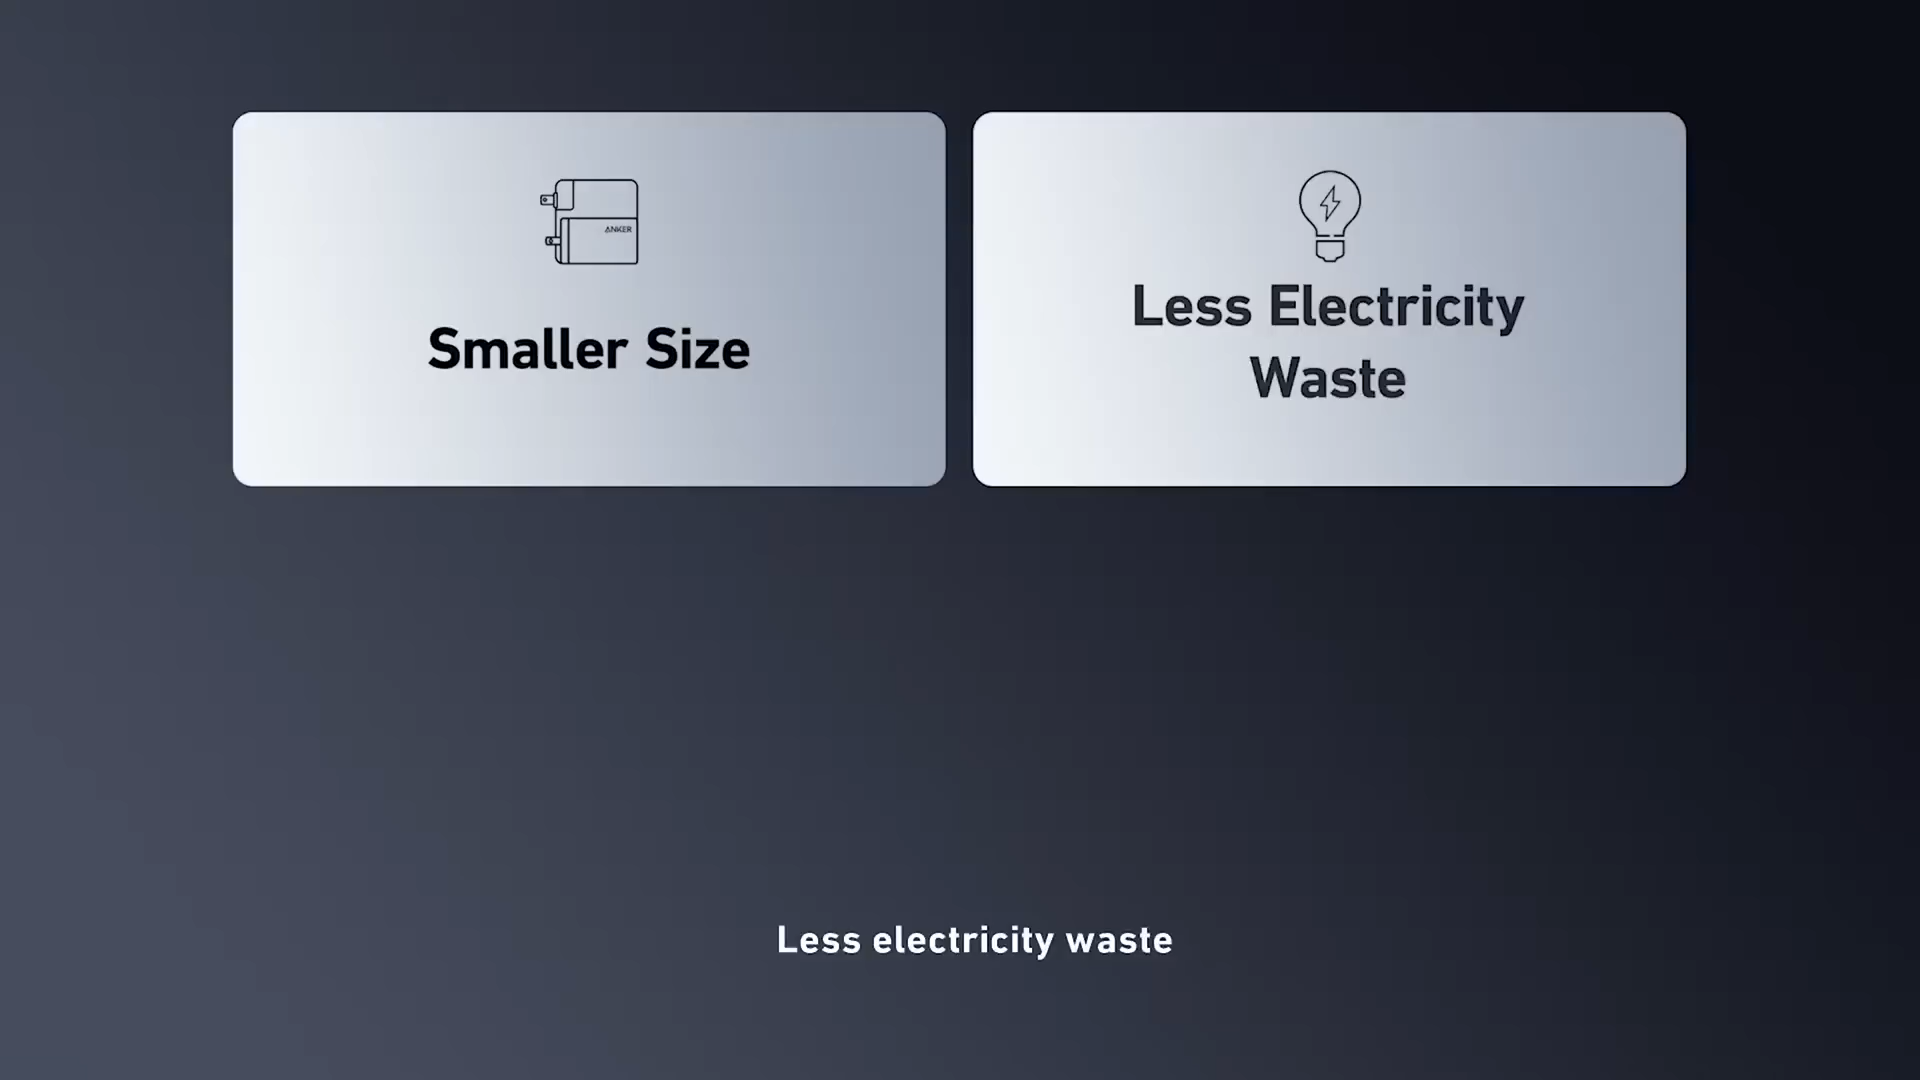 ANKER
Smaller Size
Less Electricity
Waste
Less electricity waste